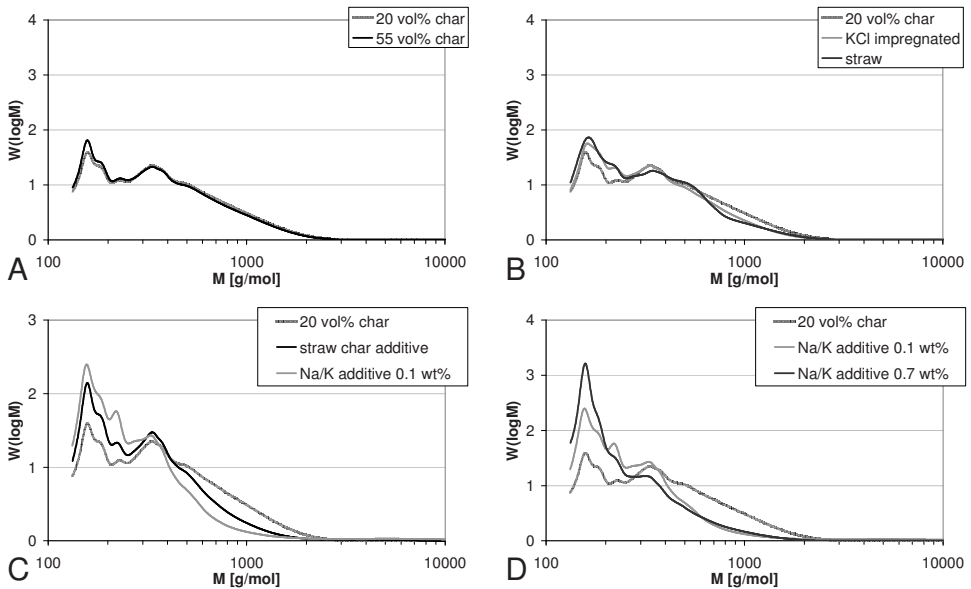 4
3
2
1
0
W(logM)
20 vol% char
55 vol% char
100
1000
10000
M [g/mol]
A
4
3
2
1
0
W(logM)
20 vol% char
KCl impregnated
straw
100
1000
10000
M [g/mol]
B
3
2
1
0
W(logM)
20 vol% char
straw char additive
Na/K additive 0.1 wt%
100
1000
10000
M [g/mol]
C
4
3
2
1
0
W(logM)
20 vol% char
Na/K additive 0.1 wt%
Na/K additive 0.7 wt%
100
1000
10000
M [g/mol]
D